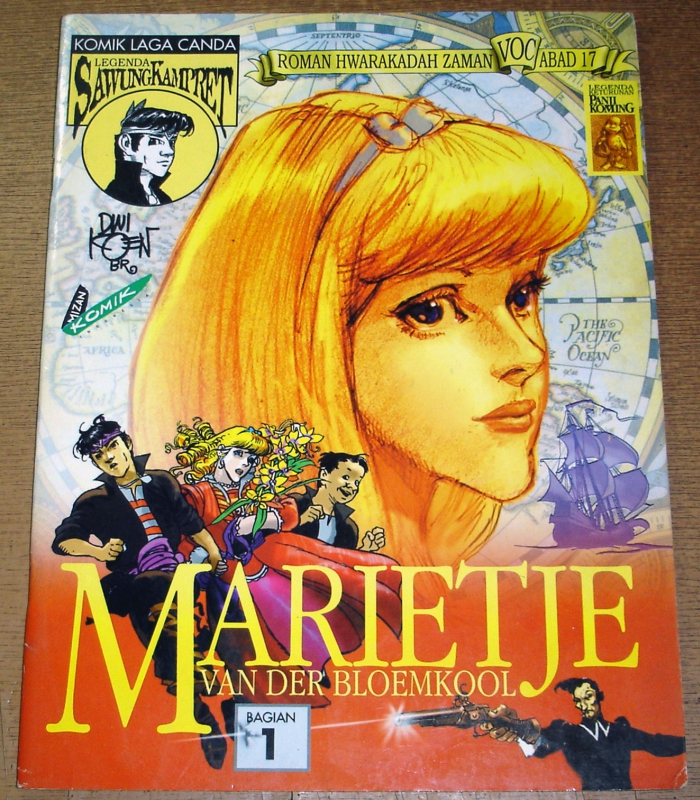 KOMIK LAGA CANDA
LEGENDA
SAWUNGKAMPRET
ROMAN HWARAKADAH ZAMAN VOC ABAD 17
LEGENDA
KETURUNAN
PANJI
KOMING
SEPTENTRIO
DWI
KOEN
BR
MIZAN
KOMIK
AFRICA
THE
PACIFIC
OCEAN
MARIETJE
VAN DER BLOEMKOOL
BAGIAN
1